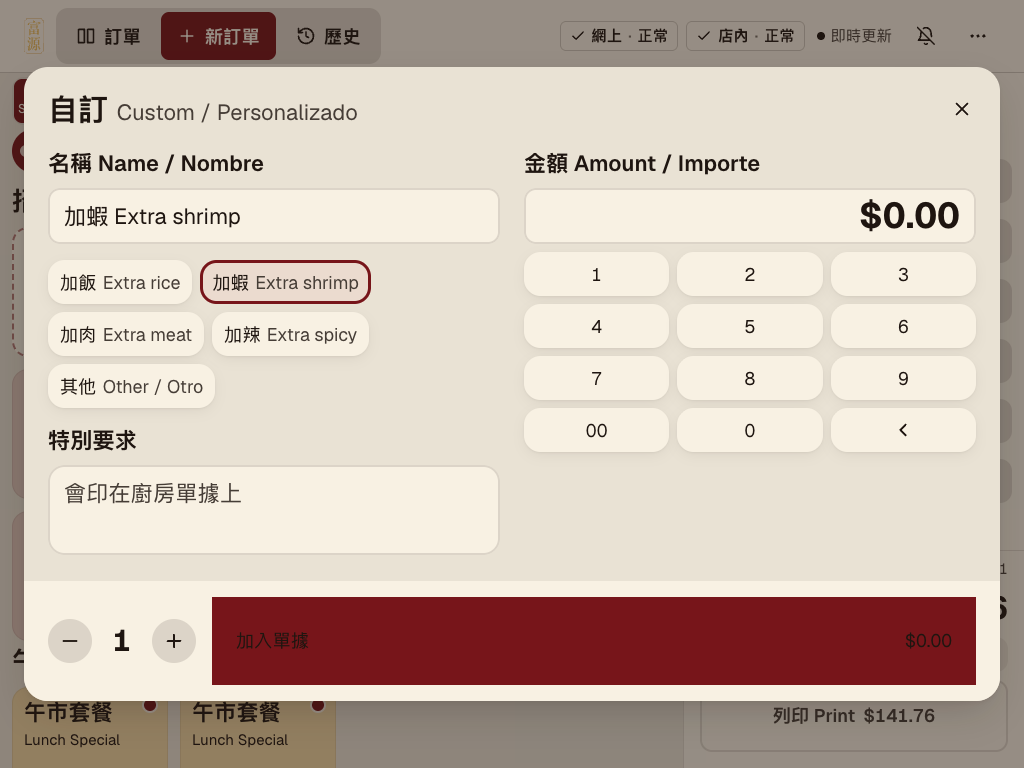 富源
訂單
新訂單
歷史
網上 · 正常
店內 · 正常
即時更新
自訂 Custom / Personalizado
名稱 Name / Nombre
加蝦 Extra shrimp
加飯 Extra rice
加蝦 Extra shrimp
加肉 Extra meat
加辣 Extra spicy
其他 Other / Otro
特別要求
會印在廚房單據上
金額 Amount / Importe
$0.00
1 2 3
4 5 6
7 8 9
00 0
1
加入單據 $0.00
午市套餐
Lunch Special
午市套餐
Lunch Special
列印 Print $141.76